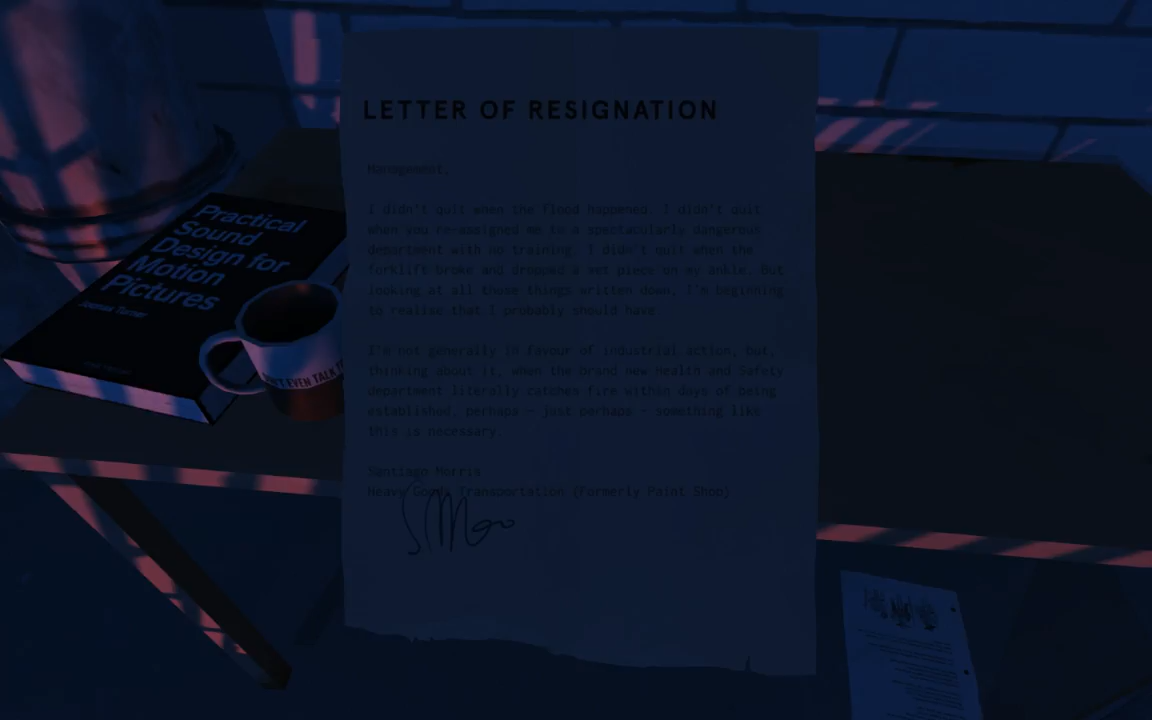 LETTER OF RESIGNATION
Management,
I didn't quit when the flood happened. I didn't quit
when you re-assigned me to a spectacularly dangerous
department with no training. I didn't quit when the
forklift broke and dropped a set piece on my ankle. But
looking at all those things written down, I'm beginning
to realise that I probably should have
I'm not generally in favour of industrial action, but,
thinking about it, when the brand new Health and Safety
department literally catches fire within days of being
established, perhaps - just perhaps - something like
this is necessary.
Santiago Morris
Heavy Goods Transportation (Formerly Paint Shop)
Practical
Sound
Design for
Motion
Pictures
Turner
EVEN TALK